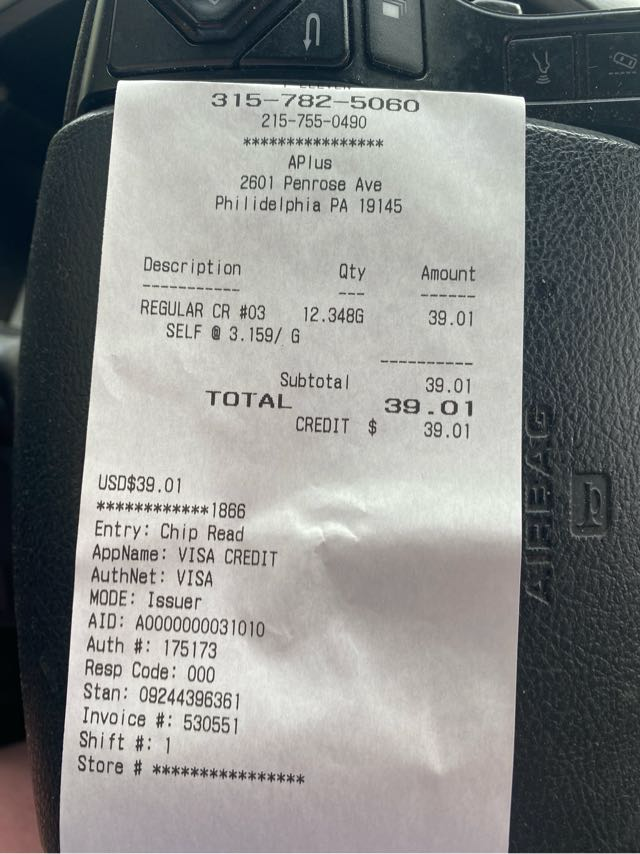 315-782-5060
215-755-0490
****************
APlus
2601 Penrose Ave
Philidelphia PA 19145
Description Qty Amount
----------- --- ------
REGULAR CR #03 12.348G 39.01
SELF @ 3.159/ G
----------
Subtotal 39.01
TOTAL 39.01
CREDIT $ 39.01
USD$39.01
************1866
Entry: Chip Read
AppName: VISA CREDIT
AuthNet: VISA
MODE: Issuer
AID: A0000000031010
Auth #: 175173
Resp Code: 000
Stan: 09244396361
Invoice #: 530551
Shift #: 1
Store # ****************
AIRBAG